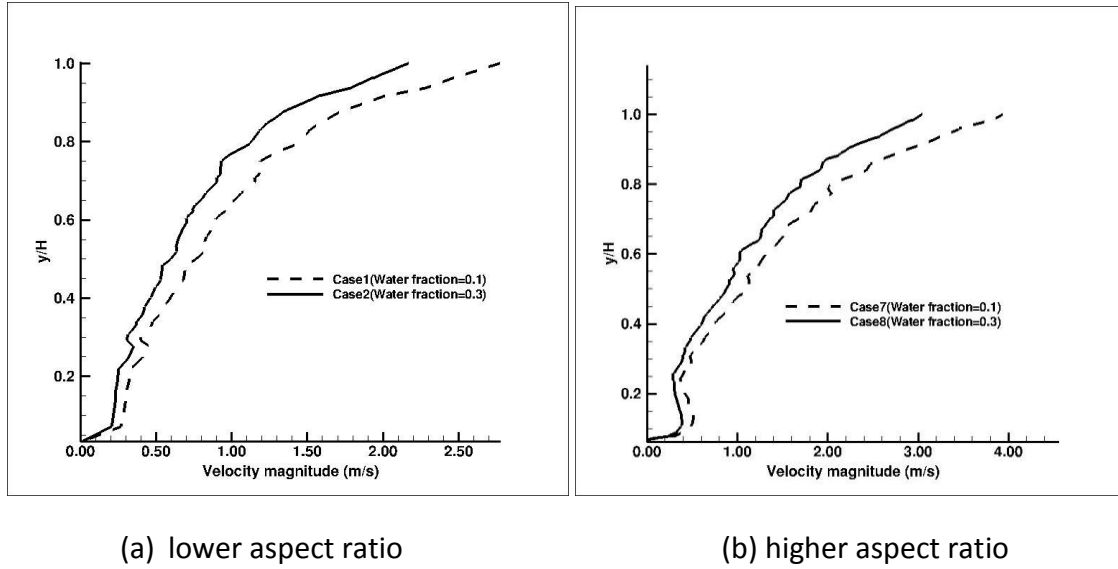 1.0
0.8
0.6
0.4
0.2
y/H
0.00 0.50 1.00 1.50 2.00 2.50
Velocity magnitude (m/s)
Case1(Water fraction=0.1)
Case2(Water fraction=0.3)
1.0
0.8
0.6
0.4
0.2
y/H
0.00 1.00 2.00 3.00 4.00
Velocity magnitude (m/s)
Case7(Water fraction=0.1)
Case8(Water fraction=0.3)
(a) lower aspect ratio
(b) higher aspect ratio